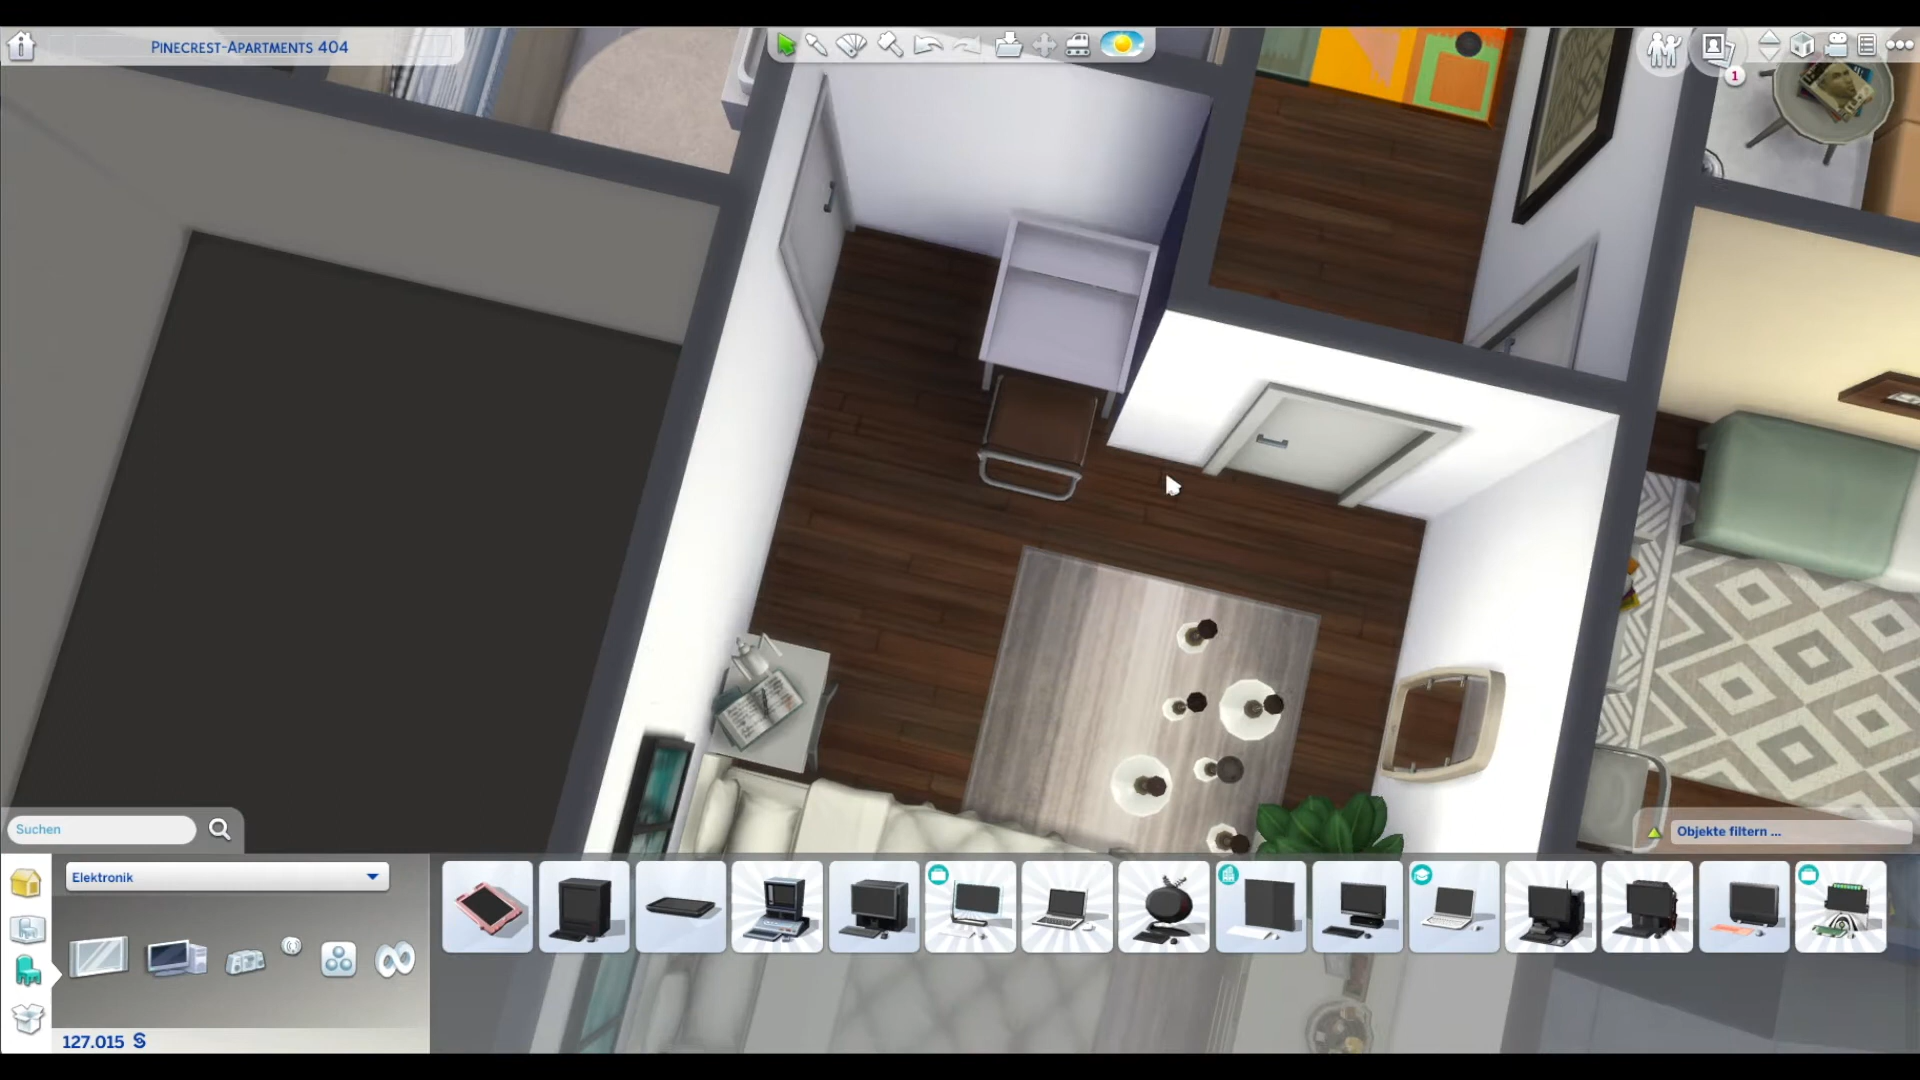 PINECREST-APARTMENTS 404
1
Suchen
Objekte filtern ...
Elektronik
127.015 S